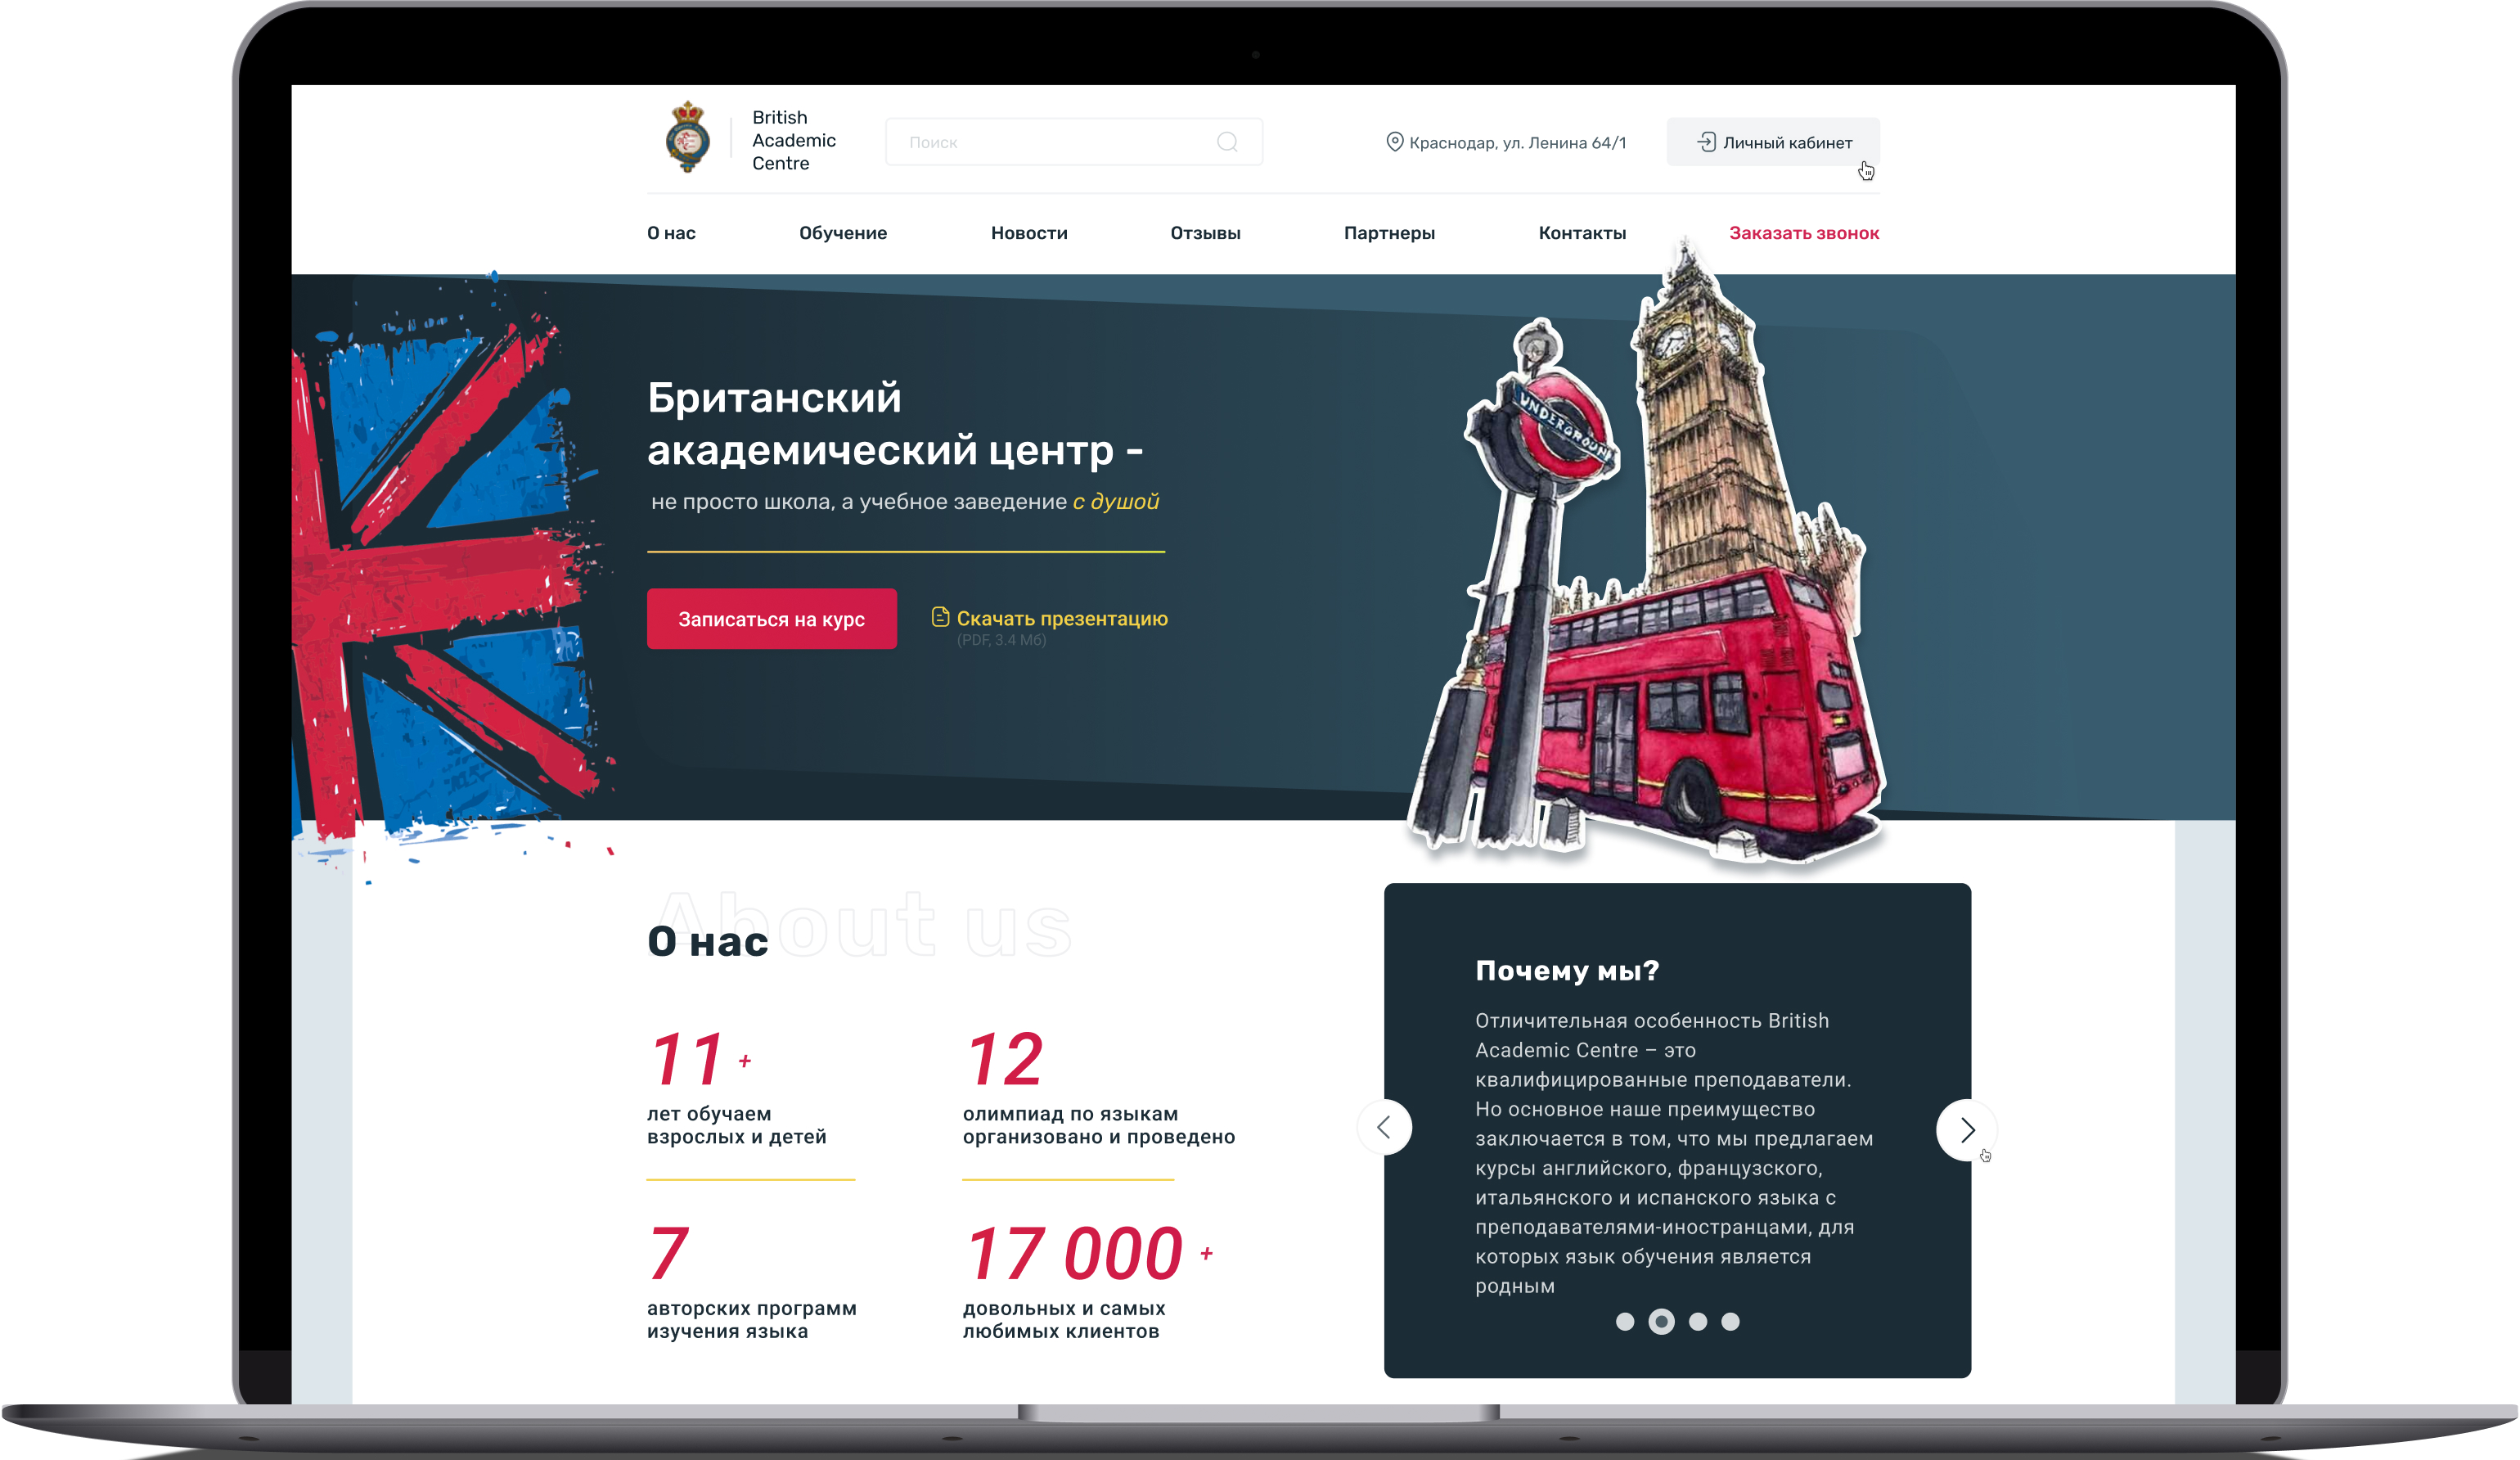 British
Academic
Centre
Поиск
Краснодар, ул. Ленина 64/1
Личный кабинет
О нас
Обучение
Новости
Отзывы
Партнеры
Контакты
Заказать звонок
Британский
академический центр -
не просто школа, а учебное заведение с душой
Записаться на курс
Скачать презентацию
(PDF, 3.4 Мб)
UNDERGROUND
About us
О нас
11 +
лет обучаем
взрослых и детей
12
олимпиад по языкам
организовано и проведено
7
авторских программ
изучения языка
17 000 +
довольных и самых
любимых клиентов
Почему мы?
Отличительная особенность British
Academic Centre – это
квалифицированные преподаватели.
Но основное наше преимущество
заключается в том, что мы предлагаем
курсы английского, французского,
итальянского и испанского языка с
преподавателями-иностранцами, для
которых язык обучения является
родным